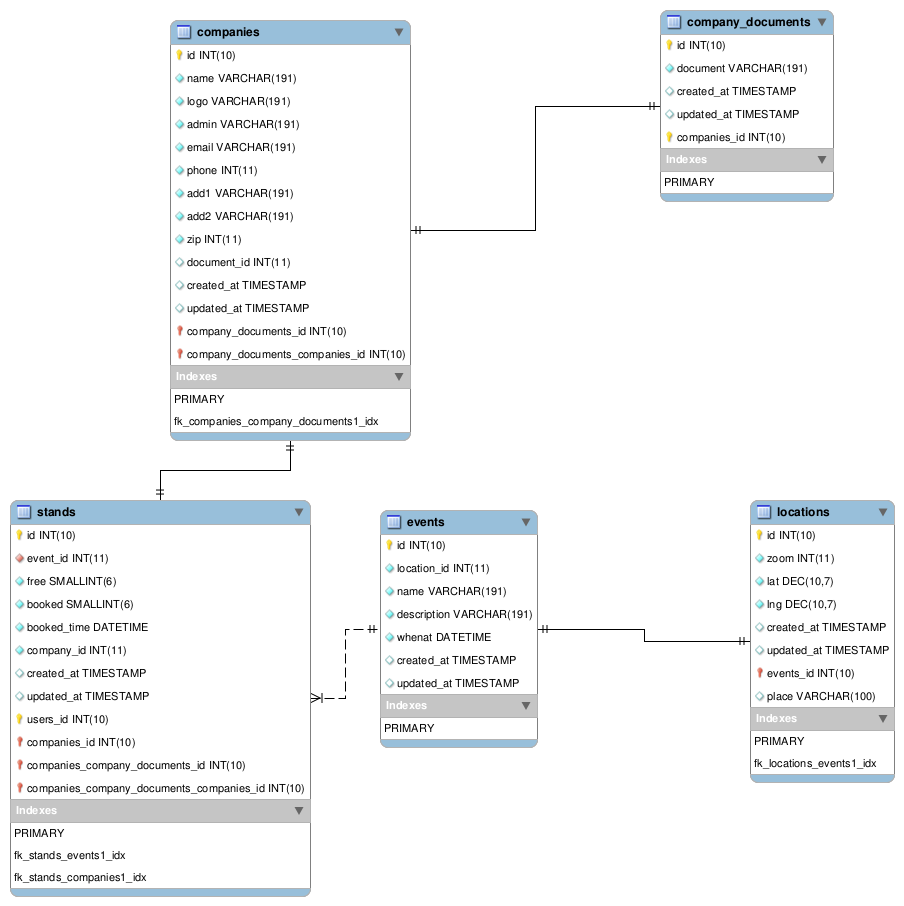 companies
id INT(10)
name VARCHAR(191)
logo VARCHAR(191)
admin VARCHAR(191)
email VARCHAR(191)
phone INT(11)
add1 VARCHAR(191)
add2 VARCHAR(191)
zip INT(11)
document_id INT(11)
created_at TIMESTAMP
updated_at TIMESTAMP
company_documents_id INT(10)
company_documents_companies_id INT(10)
Indexes
PRIMARY
fk_companies_company_documents1_idx
company_documents
id INT(10)
document VARCHAR(191)
created_at TIMESTAMP
updated_at TIMESTAMP
companies_id INT(10)
Indexes
PRIMARY
stands
id INT(10)
event_id INT(11)
free SMALLINT(6)
booked SMALLINT(6)
booked_time DATETIME
company_id INT(11)
created_at TIMESTAMP
updated_at TIMESTAMP
users_id INT(10)
companies_id INT(10)
companies_company_documents_id INT(10)
companies_company_documents_companies_id INT(10)
Indexes
PRIMARY
fk_stands_events1_idx
fk_stands_companies1_idx
events
id INT(10)
location_id INT(11)
name VARCHAR(191)
description VARCHAR(191)
whenat DATETIME
created_at TIMESTAMP
updated_at TIMESTAMP
Indexes
PRIMARY
locations
id INT(10)
zoom INT(11)
lat DEC(10,7)
lng DEC(10,7)
created_at TIMESTAMP
updated_at TIMESTAMP
events_id INT(10)
place VARCHAR(100)
Indexes
PRIMARY
fk_locations_events1_idx